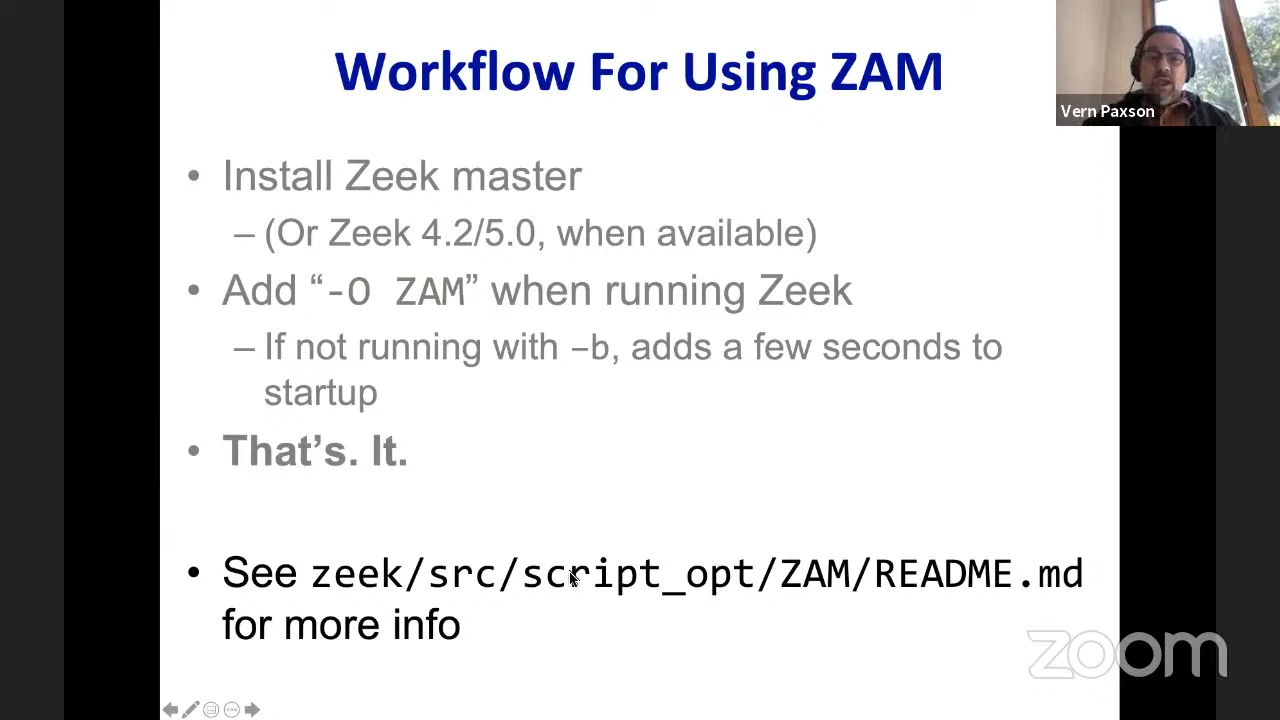 Workflow For Using ZAM
Vern Paxson
• Install Zeek master
– (Or Zeek 4.2/5.0, when available)
• Add “-O ZAM” when running Zeek
– If not running with –b, adds a few seconds to
startup
• That’s. It.
• See zeek/src/script_opt/ZAM/README.md
for more info
zoom